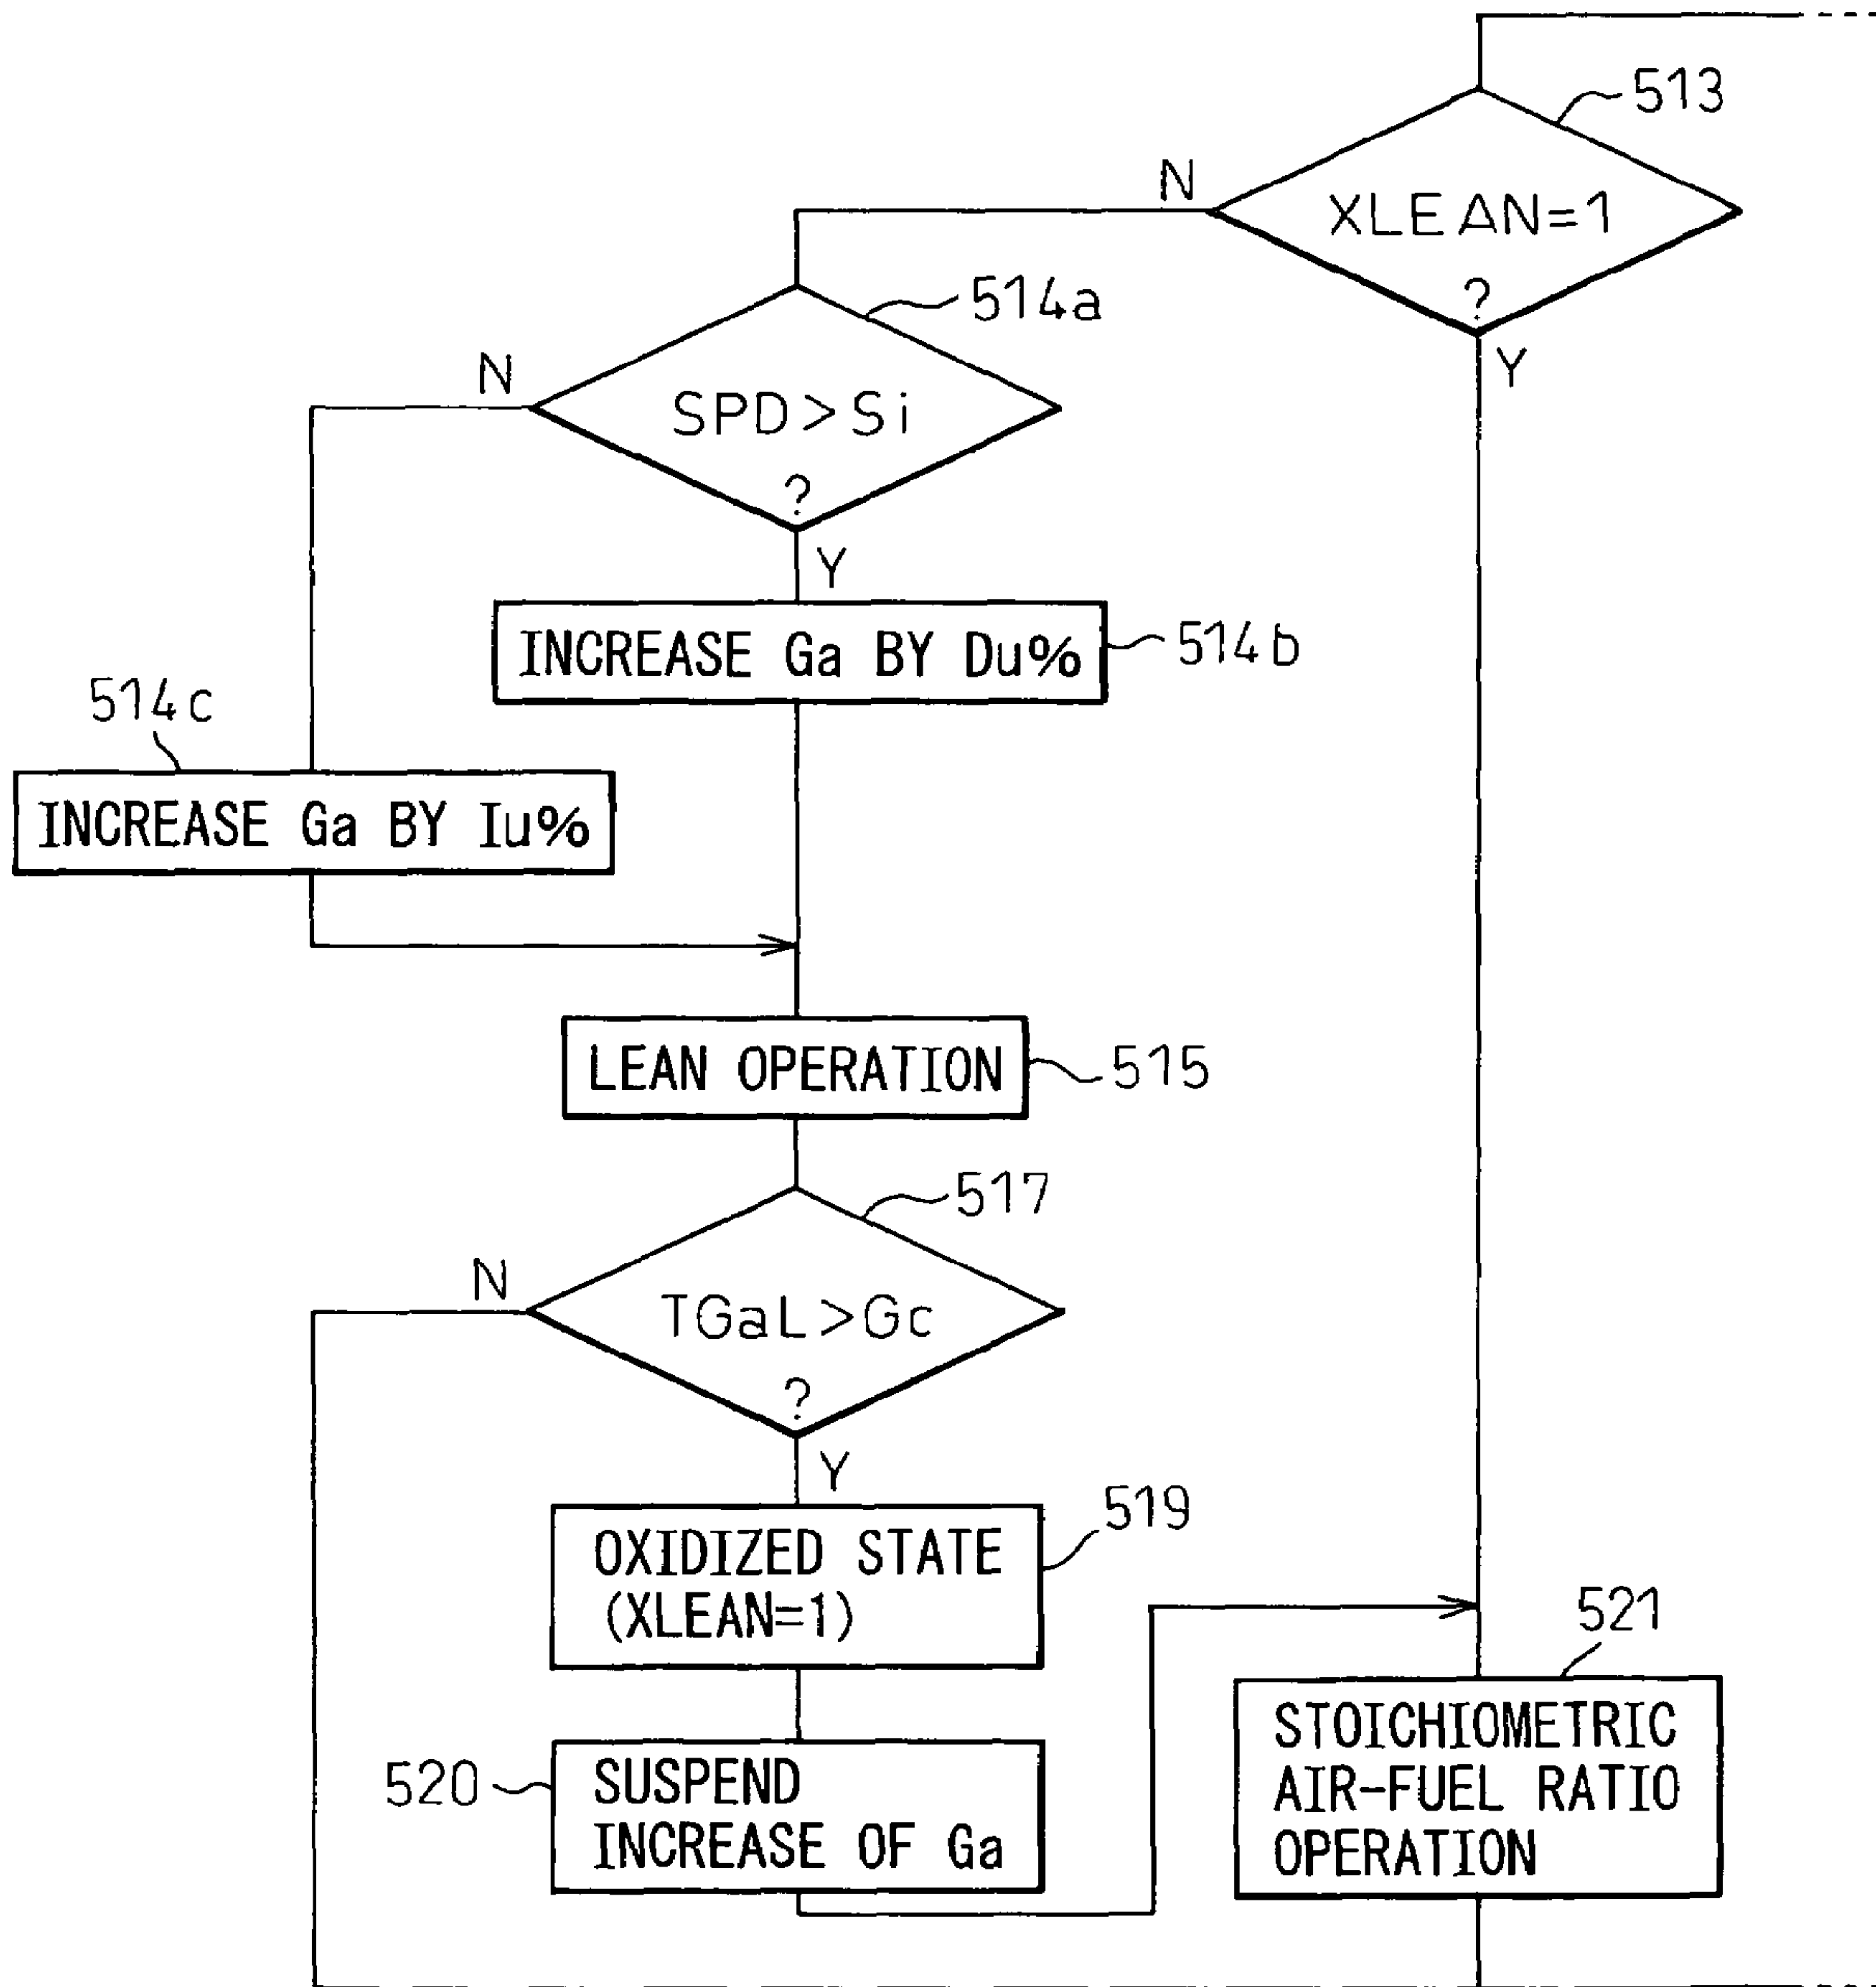 513
N
XLEAN=1
?
Y
514a
N
SPD>Si
?
Y
INCREASE Ga BY Du%
514b
514c
INCREASE Ga BY Iu%
LEAN OPERATION
515
517
N
TGaL>Gc
?
Y
519
OXIDIZED STATE
(XLEAN=1)
521
520
SUSPEND
INCREASE OF Ga
STOICHIOMETRIC
AIR-FUEL RATIO
OPERATION